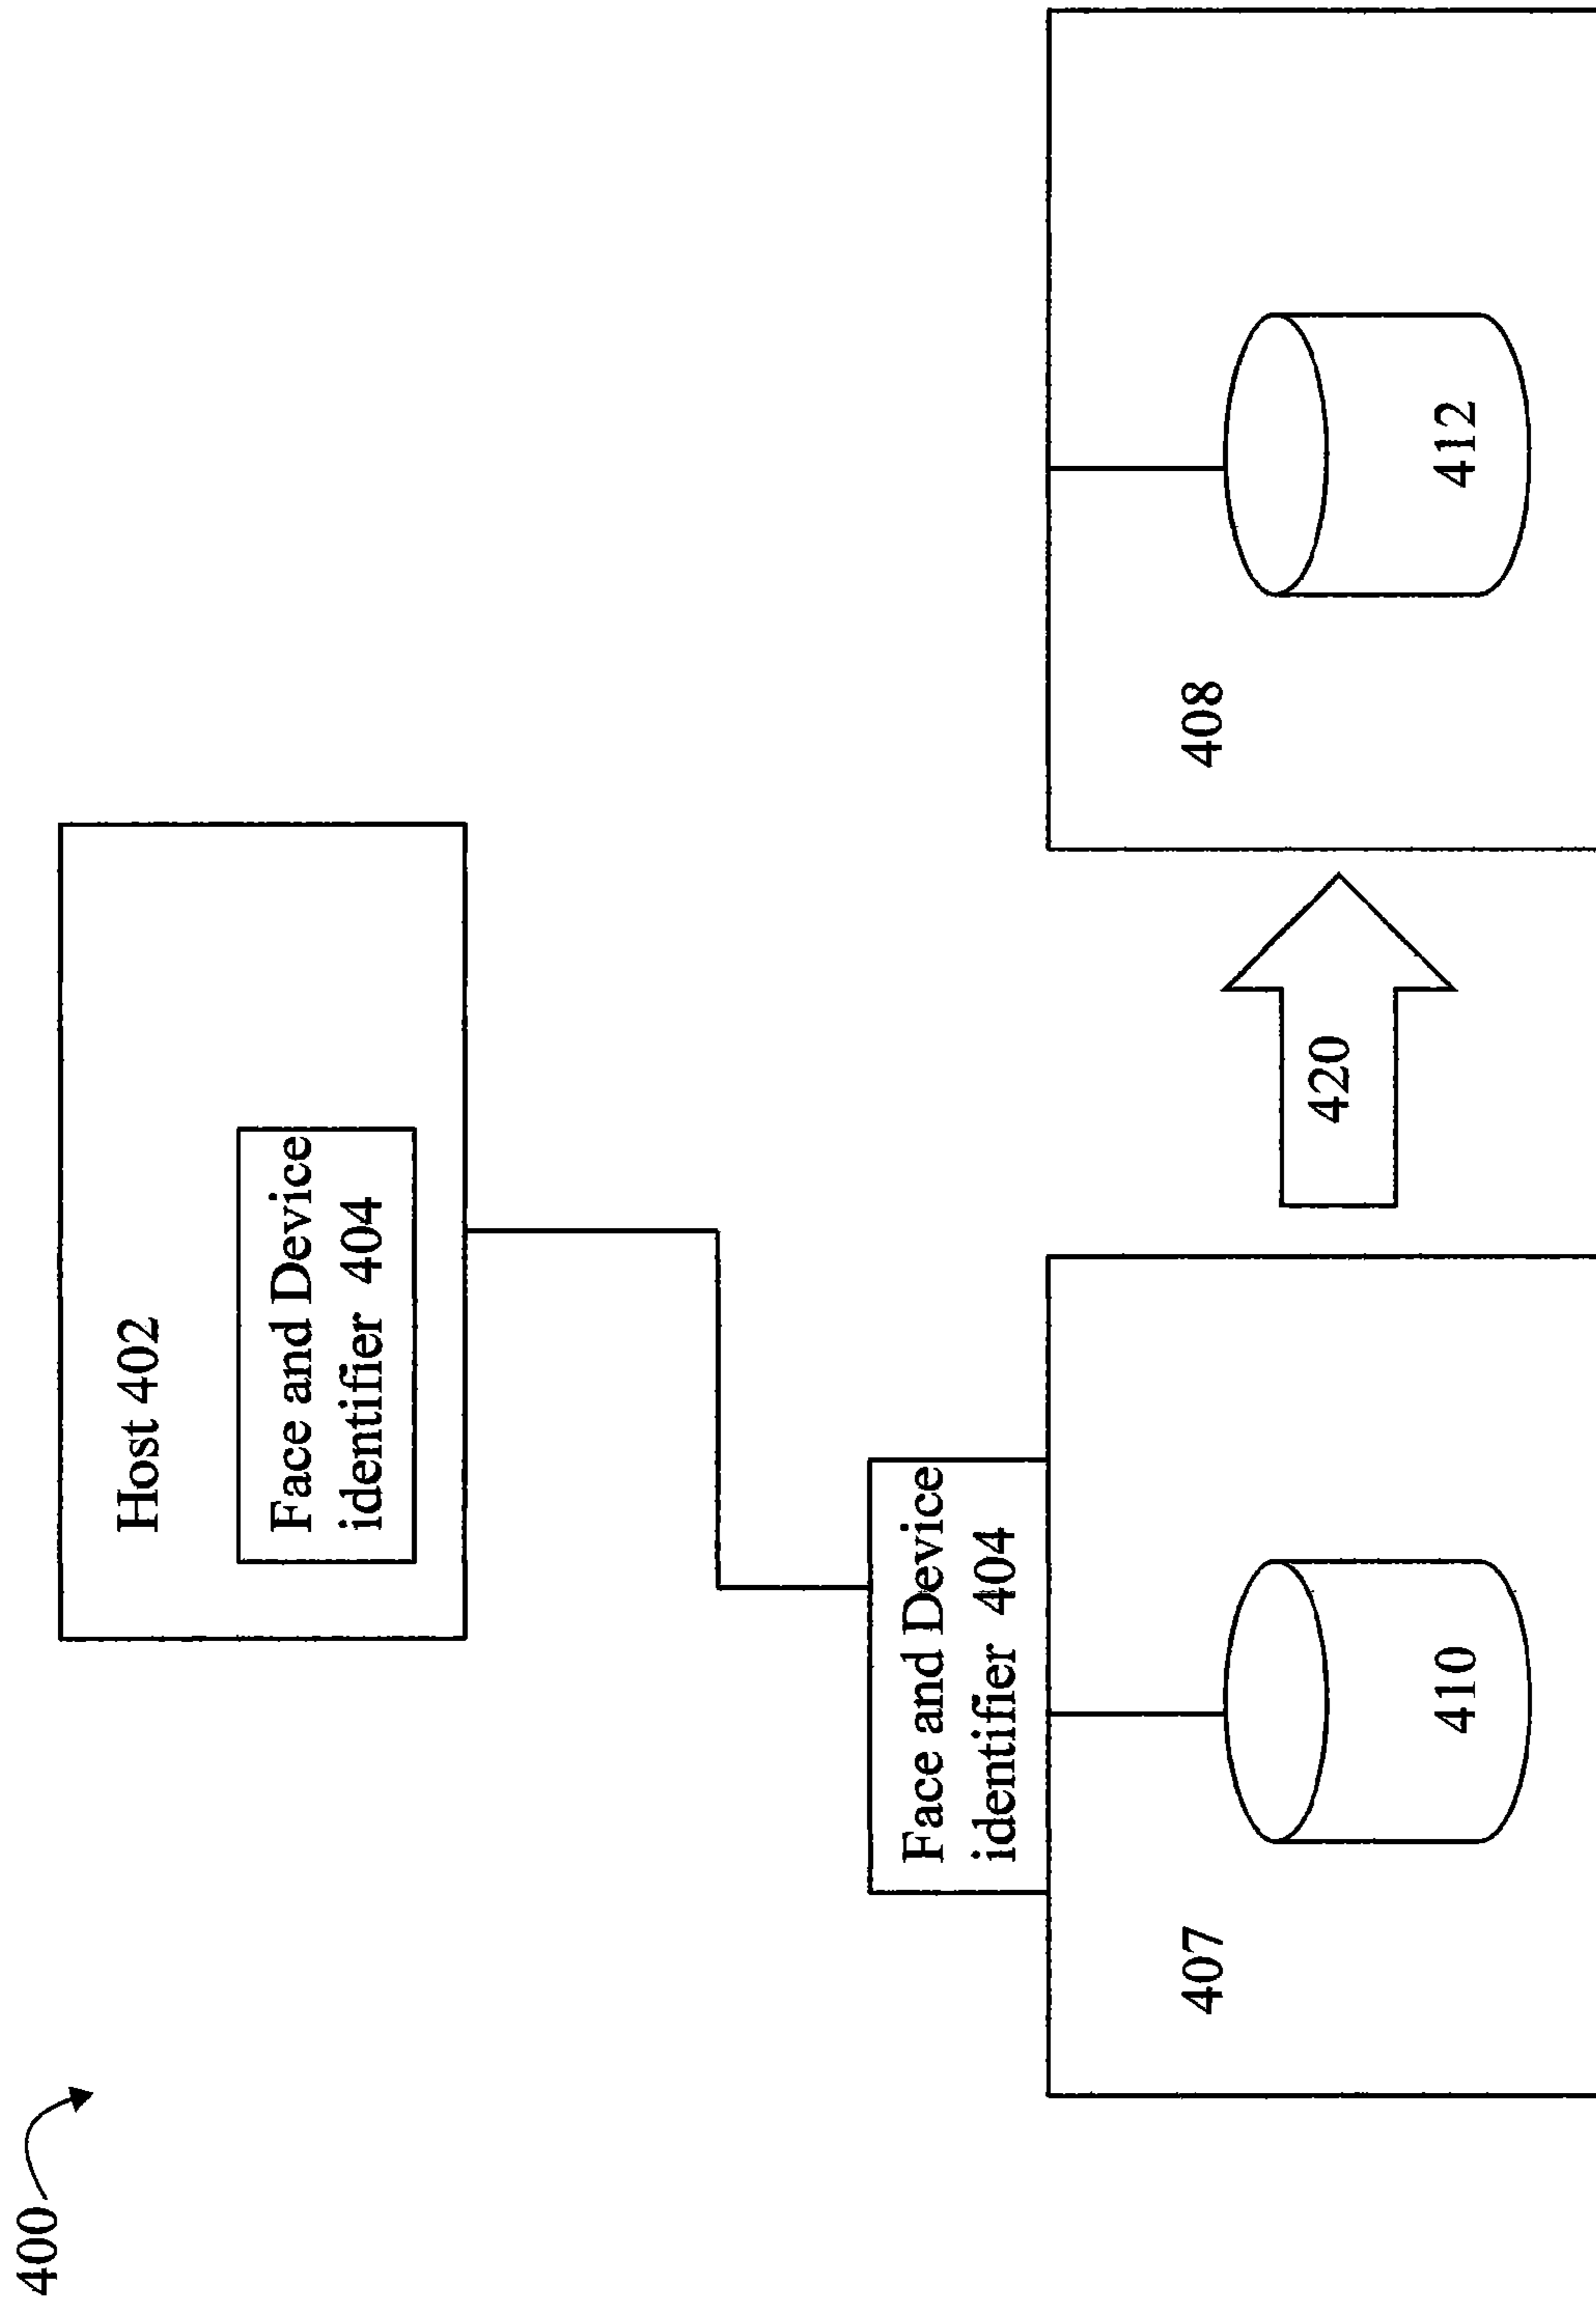 400
Host 402
Face and Device
identifier 404
Face and Device
identifier 404
407
410
420
408
412